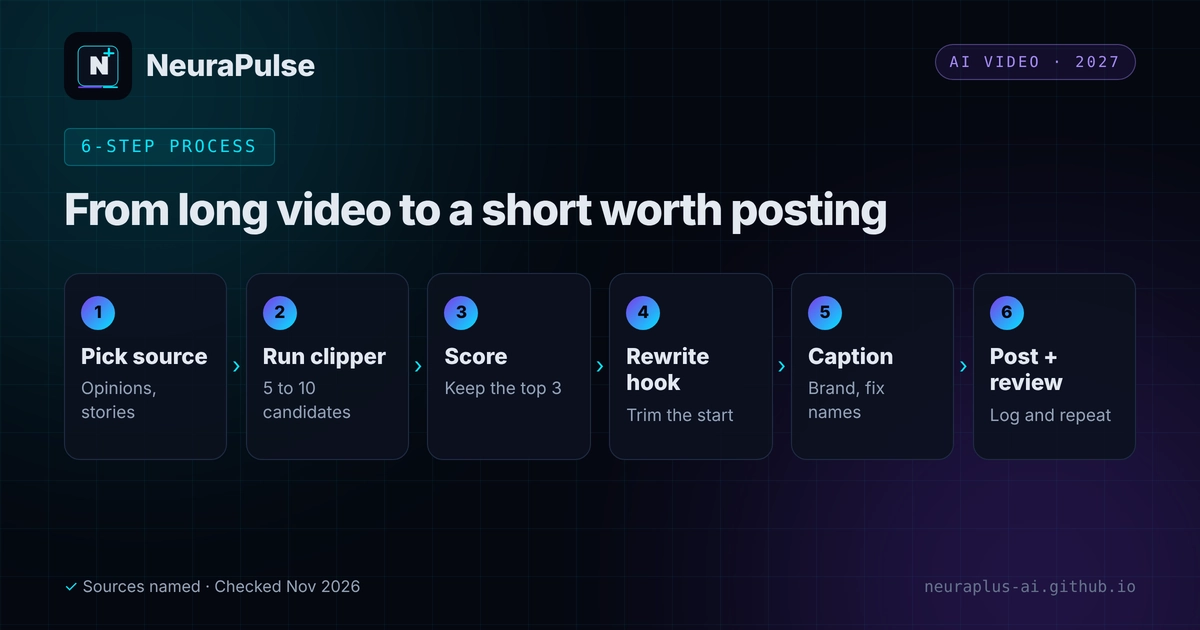 N+
NeuraPulse
AI VIDEO · 2027
6-STEP PROCESS
From long video to a short worth posting
1
Pick source
Opinions,
stories
›
2
Run clipper
5 to 10
candidates
›
3
Score
Keep the top 3
›
4
Rewrite
hook
Trim the start
›
5
Caption
Brand, fix
names
›
6
Post +
review
Log and repeat
✓ Sources named · Checked Nov 2026
neuraplus-ai.github.io